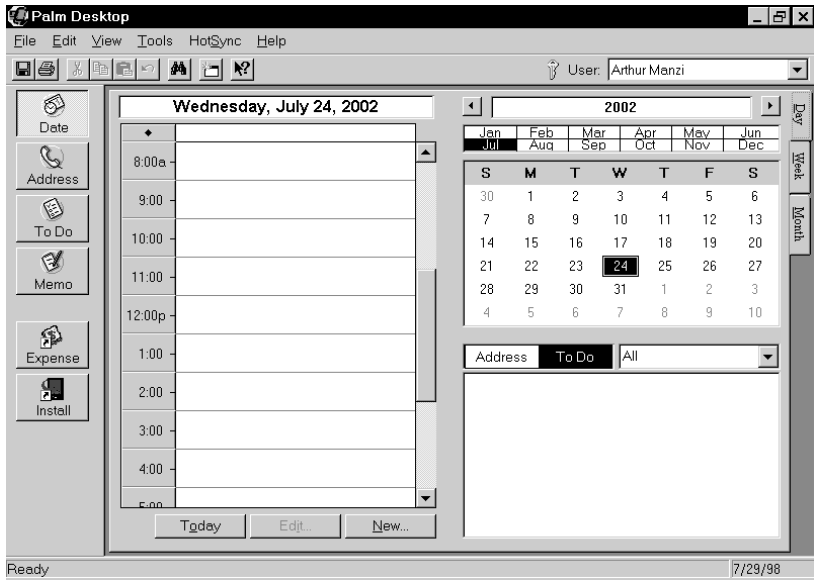 Palm Desktop
File Edit View Tools HotSync Help
User: Arthur Manzi
Date
Address
To Do
Memo
Expense
Install
Wednesday, July 24, 2002
8:00a
9:00
10:00
11:00
12:00p
1:00
2:00
3:00
4:00
5:00
Today Edit... New...
2002
Jan Feb Mar Apr May Jun
Jul Aug Sep Oct Nov Dec
S M T W T F S
30 1 2 3 4 5 6
7 8 9 10 11 12 13
14 15 16 17 18 19 20
21 22 23 24 25 26 27
28 29 30 31 1 2 3
4 5 6 7 8 9 10
Address To Do All
Day
Week
Month
Ready 7/29/98